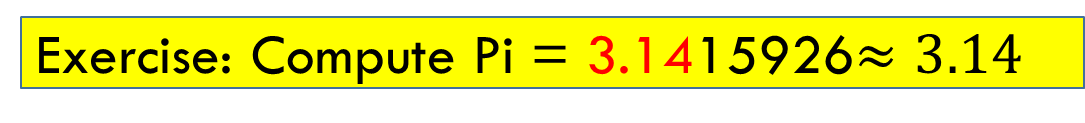 Exercise: Compute Pi = 3.1415926≈ 3.14